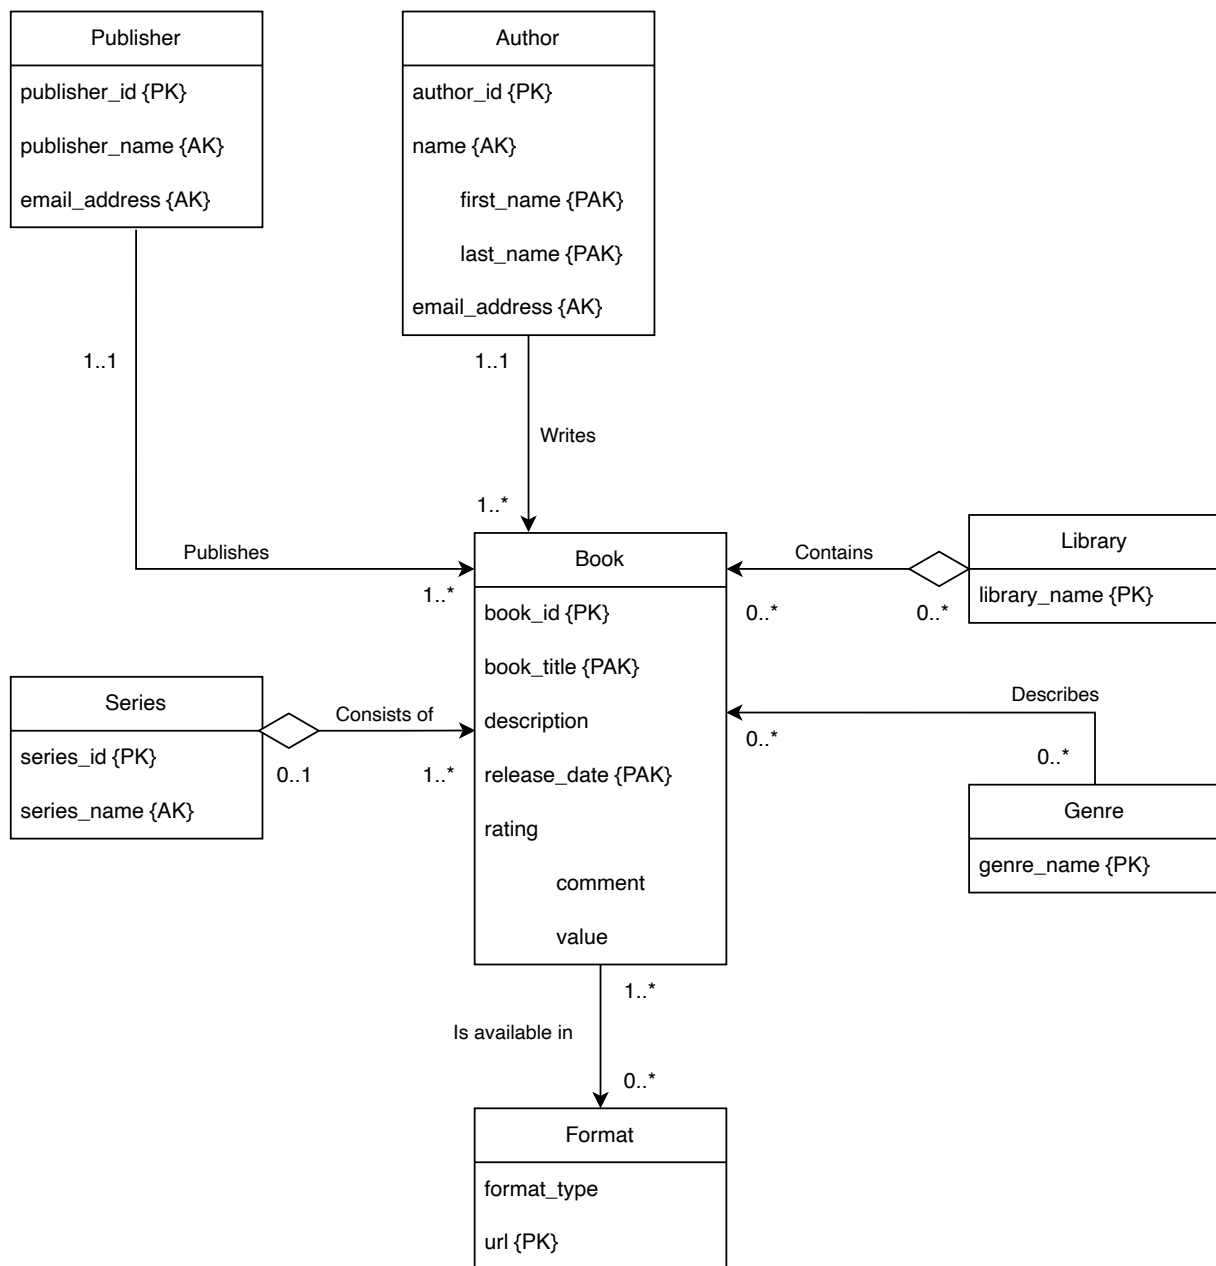 Publisher
publisher_id {PK}
publisher_name {AK}
email_address {AK}
Author
author_id {PK}
name {AK}
first_name {PAK}
last_name {PAK}
email_address {AK}
1..1
1..1
Writes
1..*
Publishes
1..*
Book
book_id {PK}
book_title {PAK}
description
release_date {PAK}
rating
comment
value
Contains
0..*
0..*
Library
library_name {PK}
Series
series_id {PK}
series_name {AK}
Consists of
0..1
1..*
Describes
0..*
0..*
Genre
genre_name {PK}
1..*
Is available in
0..*
Format
format_type
url {PK}